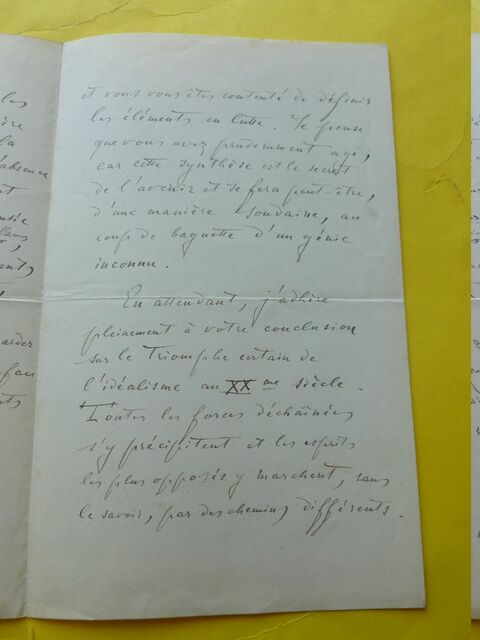 les
la
et vous vous êtes contenté de définir
les éléments en lutte. Je pense
que vous avez prudemment agi,
car cette synthèse est le secret
de l'avenir et se fera peut-être,
d'une manière soudaine, au
coup de baguette d'un génie
inconnu.
En attendant, j'adhère
pleinement à votre conclusion
sur le Triomphe certain de
l'idéalisme au XXme siècle.
Toutes les forces déchaînées
s'y précipitent et les esprits
les plus opposés y marchent, sans
le savoir, par des chemins différents.